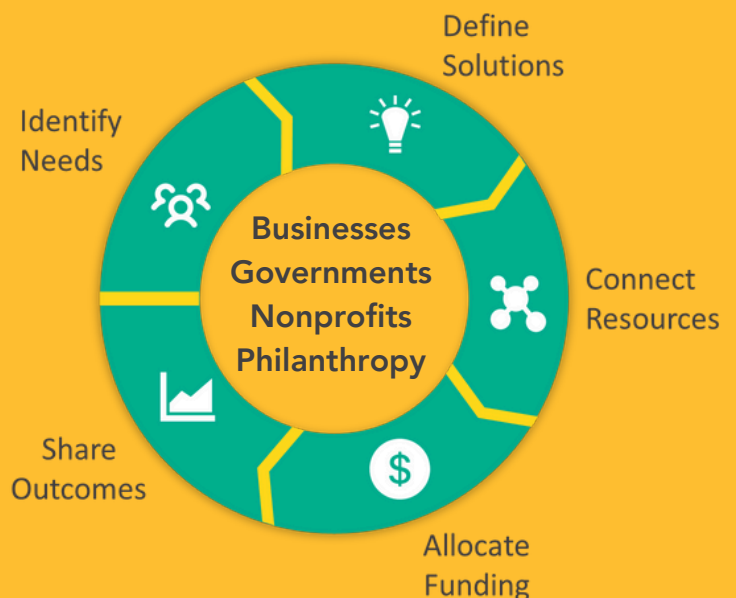 Define
Solutions
Identify
Needs
Businesses
Governments
Nonprofits
Philanthropy
Connect
Resources
Share
Outcomes
$
Allocate
Funding